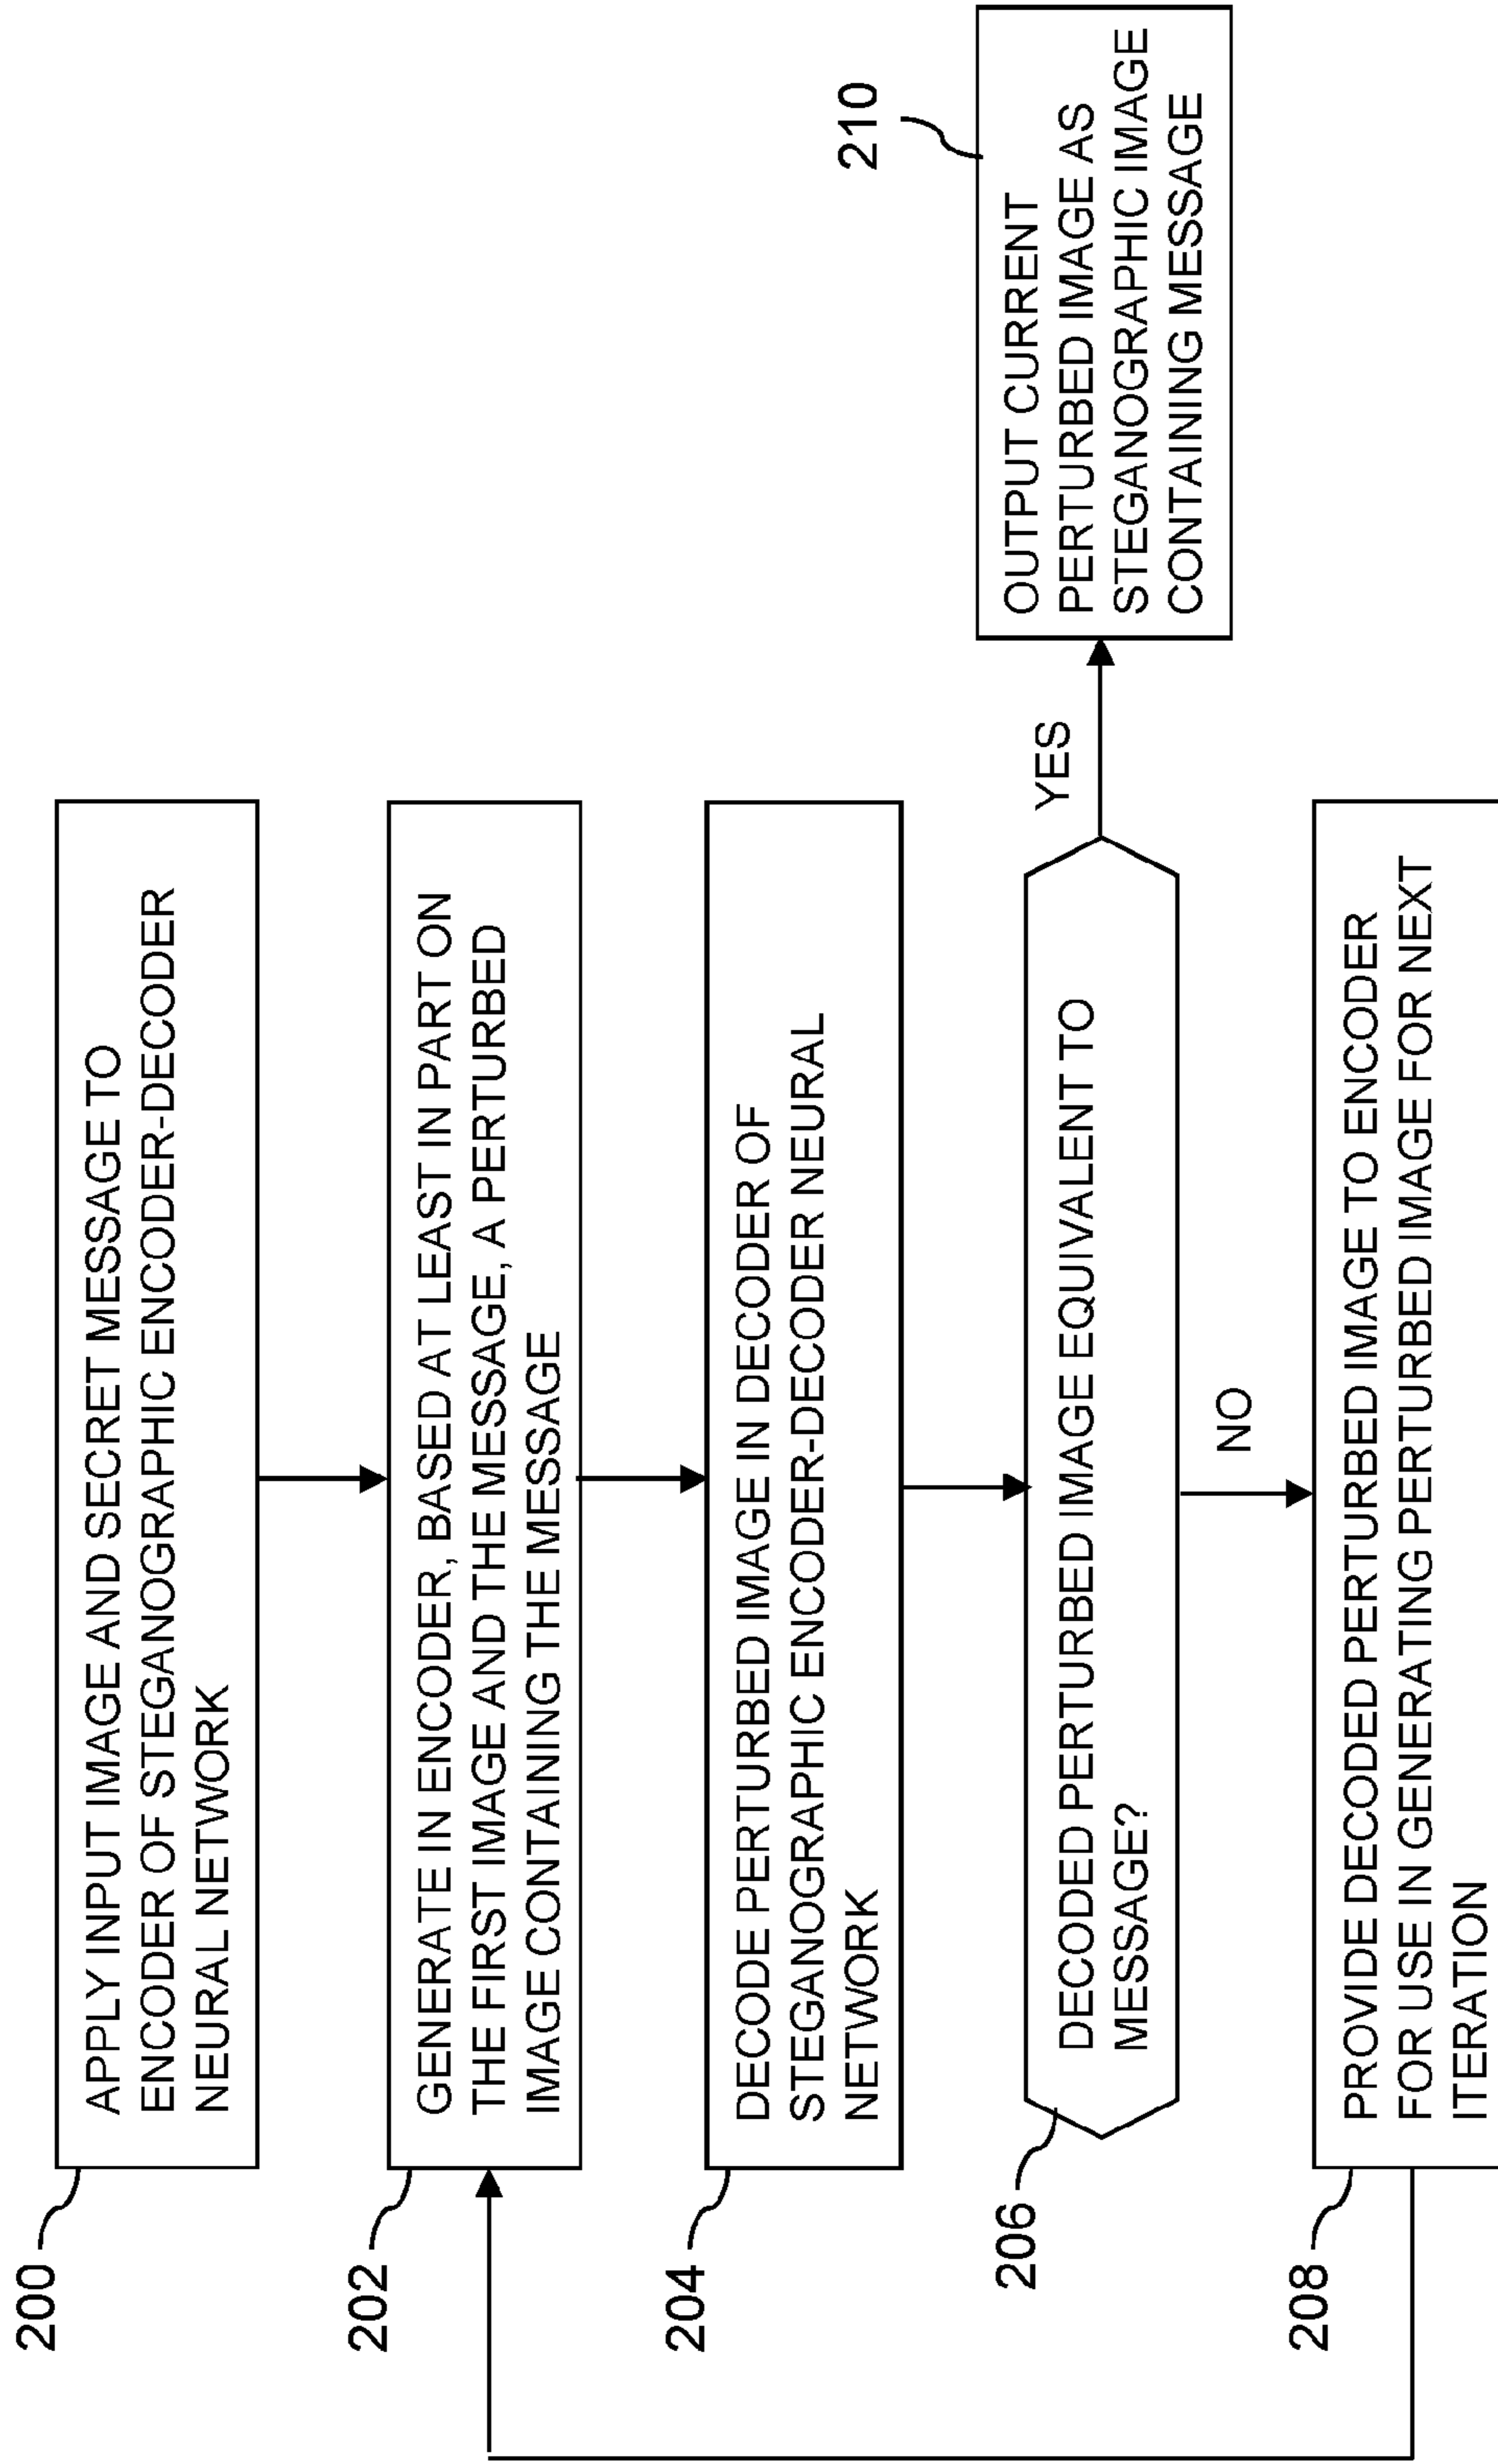 200
APPLY INPUT IMAGE AND SECRET MESSAGE TO
ENCODER OF STEGANOGRAPHIC ENCODER-DECODER
NEURAL NETWORK
202
GENERATE IN ENCODER, BASED AT LEAST IN PART ON
THE FIRST IMAGE AND THE MESSAGE, A PERTURBED
IMAGE CONTAINING THE MESSAGE
204
DECODE PERTURBED IMAGE IN DECODER OF
STEGANOGRAPHIC ENCODER-DECODER NEURAL
NETWORK
206
DECODED PERTURBED IMAGE EQUIVALENT TO
MESSAGE?
YES
210
OUTPUT CURRENT
PERTURBED IMAGE AS
STEGANOGRAPHIC IMAGE
CONTAINING MESSAGE
NO
208
PROVIDE DECODED PERTURBED IMAGE TO ENCODER
FOR USE IN GENERATING PERTURBED IMAGE FOR NEXT
ITERATION